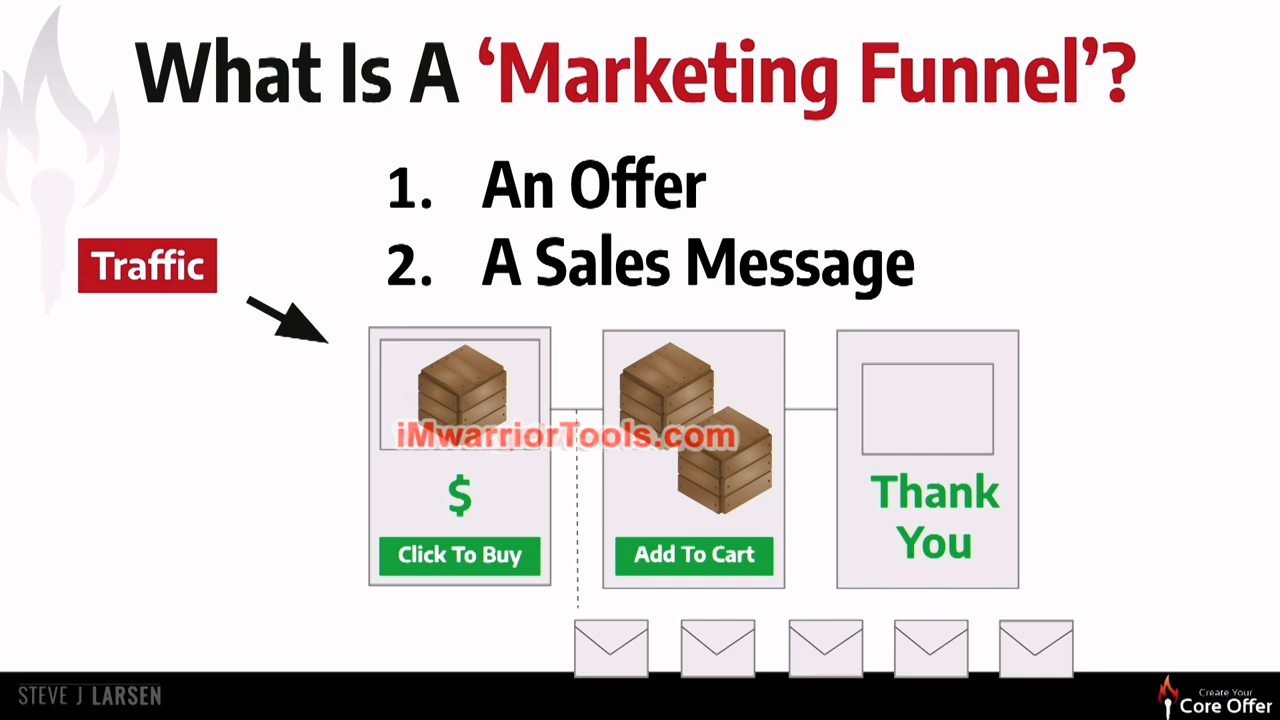 What Is A ‘Marketing Funnel’?
1. An Offer
2. A Sales Message
Traffic
iMwarriorTools.com
$
Click To Buy
Add To Cart
Thank
You
STEVE J LARSEN
Create Your
Core Offer